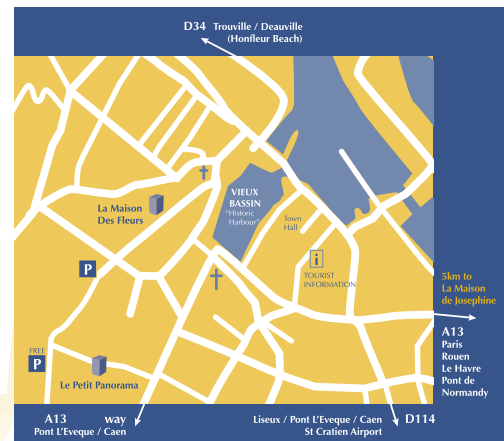 D34 Trouville / Deauville
(Honfleur Beach)
La Maison
Des Fleurs
VIEUX
BASSIN
"Historic
Harbour"
Town
Hall
i
TOURIST
INFORMATION
P
5km to
La Maison
de Josephine
A13
Paris
Rouen
Le Havre
Pont de
Normandy
FREE
P
Le Petit Panorama
A13 way
Pont L'Eveque / Caen
Liseux / Pont L'Eveque / Caen
St Cratien Airport
D114